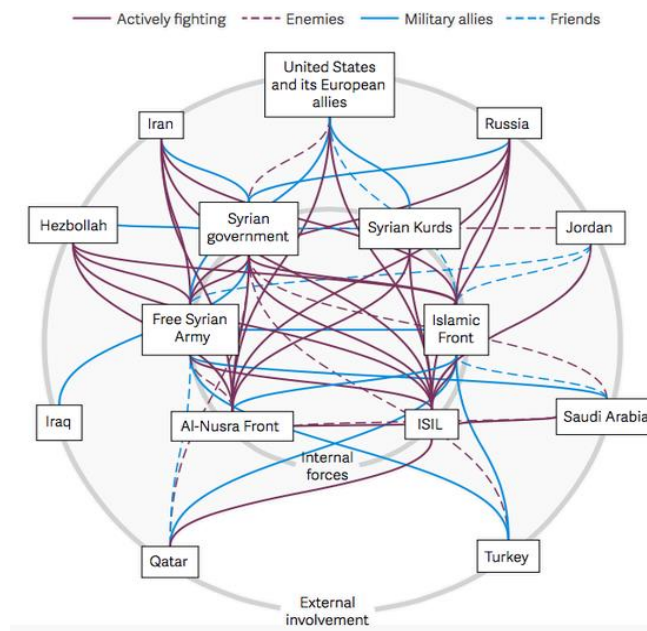 Actively fighting
Enemies
Military allies
Friends
United States
and its European
allies
Iran
Russia
Hezbollah
Syrian
government
Syrian Kurds
Jordan
Free Syrian
Army
Islamic
Front
Iraq
Al-Nusra Front
ISIL
Saudi Arabia
Internal
forces
Qatar
Turkey
External
involvement